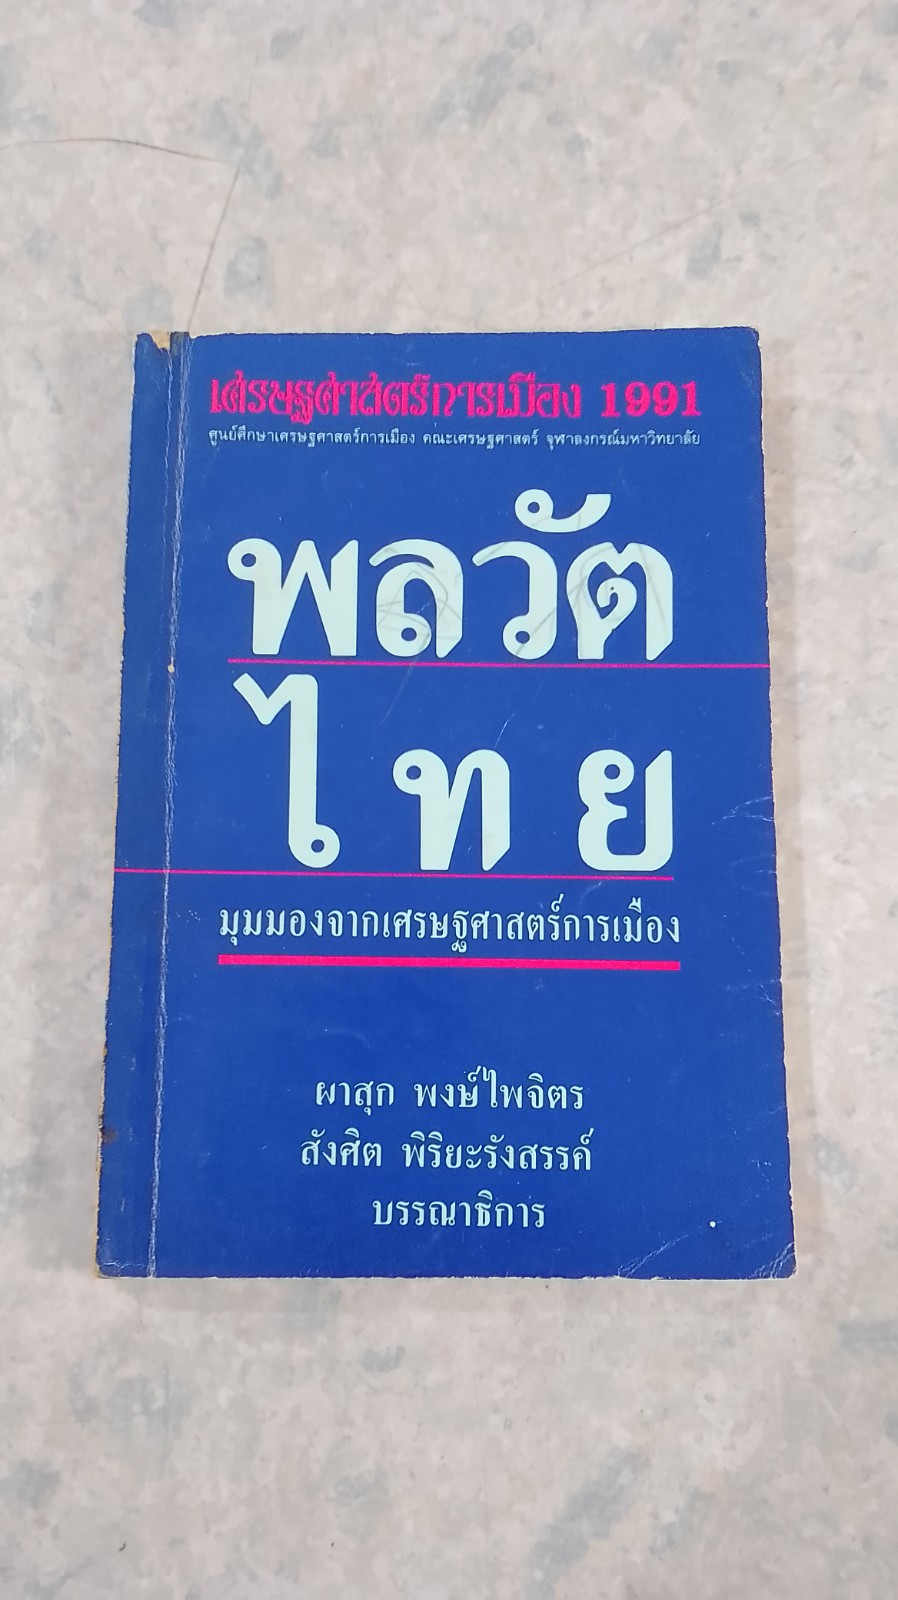 เศรษฐศาสตร์การเมือง 1991
ศูนย์ศึกษาเศรษฐศาสตร์การเมือง คณะเศรษฐศาสตร์ จุฬาลงกรณ์มหาวิทยาลัย
พลวัต
ไทย
มุมมองจากเศรษฐศาสตร์การเมือง
ผาสุก พงษ์ไพจิตร
สังศิต พิริยะรังสรรค์
บรรณาธิการ